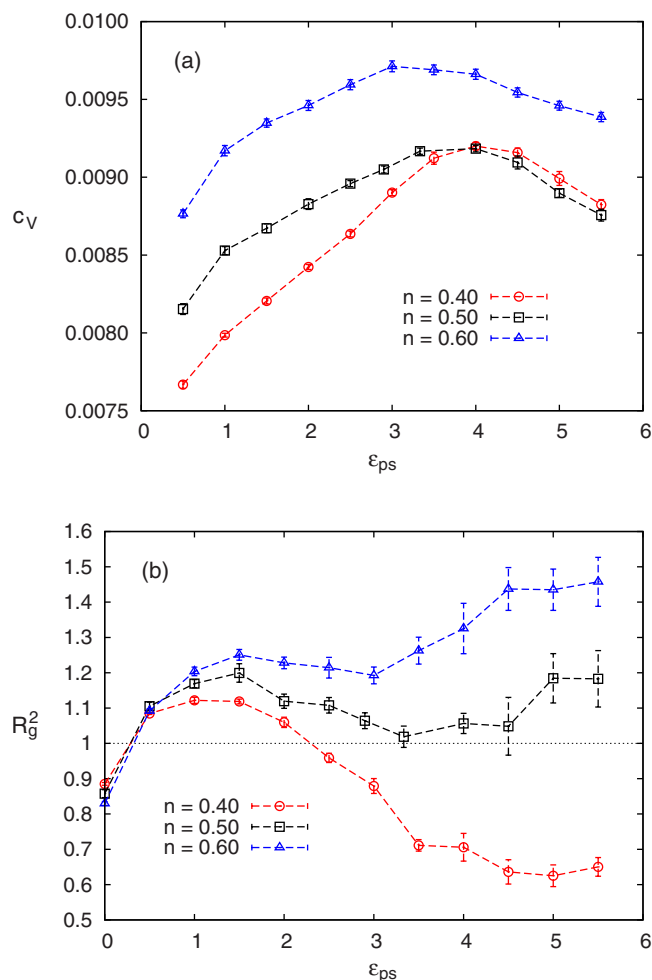 0.0100
(a)
0.0095
0.0090
c_V
0.0085
n = 0.40
n = 0.50
0.0080
n = 0.60
0.0075
0 1 2 3 4 5 6
ε_ps
1.6
1.5
(b)
1.4
1.3
1.2
1.1
R_g^2
1
0.9
n = 0.40
0.8
n = 0.50
0.7
n = 0.60
0.6
0.5
0 1 2 3 4 5 6
ε_ps